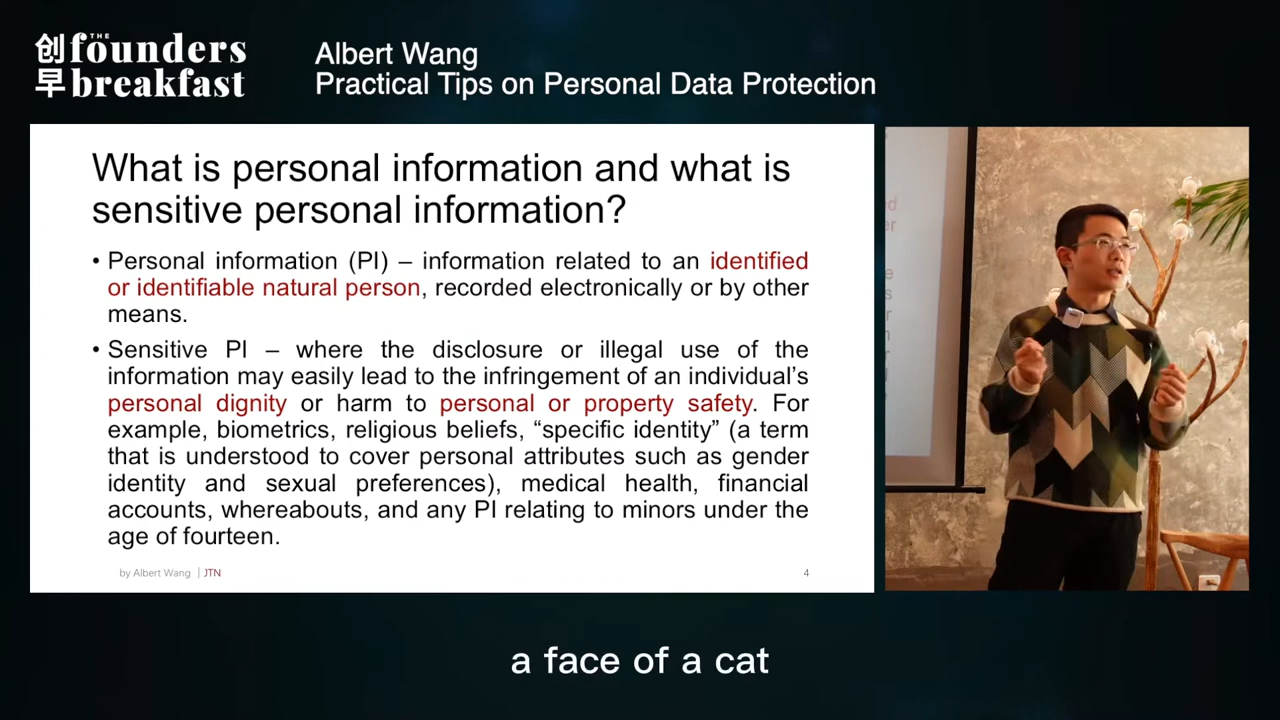 创 THE founders
早 breakfast
Albert Wang
Practical Tips on Personal Data Protection
What is personal information and what is
sensitive personal information?
• Personal information (PI) – information related to an identified
or identifiable natural person, recorded electronically or by other
means.
• Sensitive PI – where the disclosure or illegal use of the
information may easily lead to the infringement of an individual’s
personal dignity or harm to personal or property safety. For
example, biometrics, religious beliefs, “specific identity” (a term
that is understood to cover personal attributes such as gender
identity and sexual preferences), medical health, financial
accounts, whereabouts, and any PI relating to minors under the
age of fourteen.
by Albert Wang | JTN
4
a face of a cat